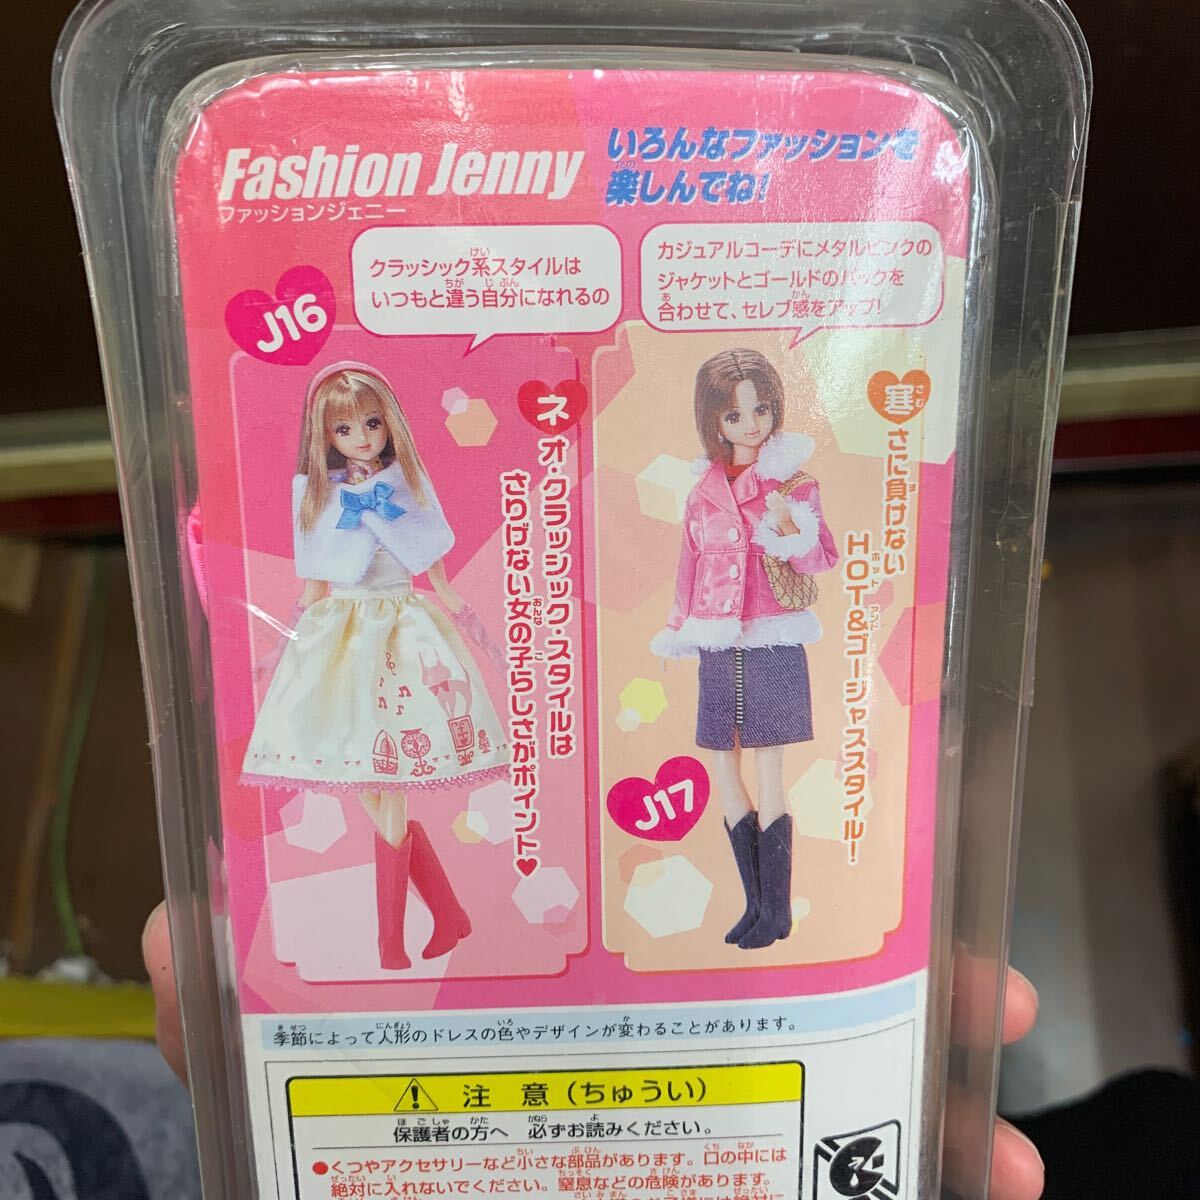 Fashion Jenny
ファッションジェニー
いろんなファッションを
楽しんでね!
J16
クラッシック系スタイルは
いつもと違う自分になれるの
ネオ・クラッシック・スタイルは
さりげない女の子らしさがポイント♥
カジュアルコーデにメタルピンクの
ジャケットとゴールドのバックを
合わせて、セレブ感をアップ!
寒さに負けない
HOT&ゴージャススタイル!
J17
季節によって人形のドレスの色やデザインが変わることがあります。
注意(ちゅうい)
保護者の方へ 必ずお読みください。
●くつやアクセサリーなど小さな部品があります。口の中には
絶対に入れないでください。窒息などの危険があります。